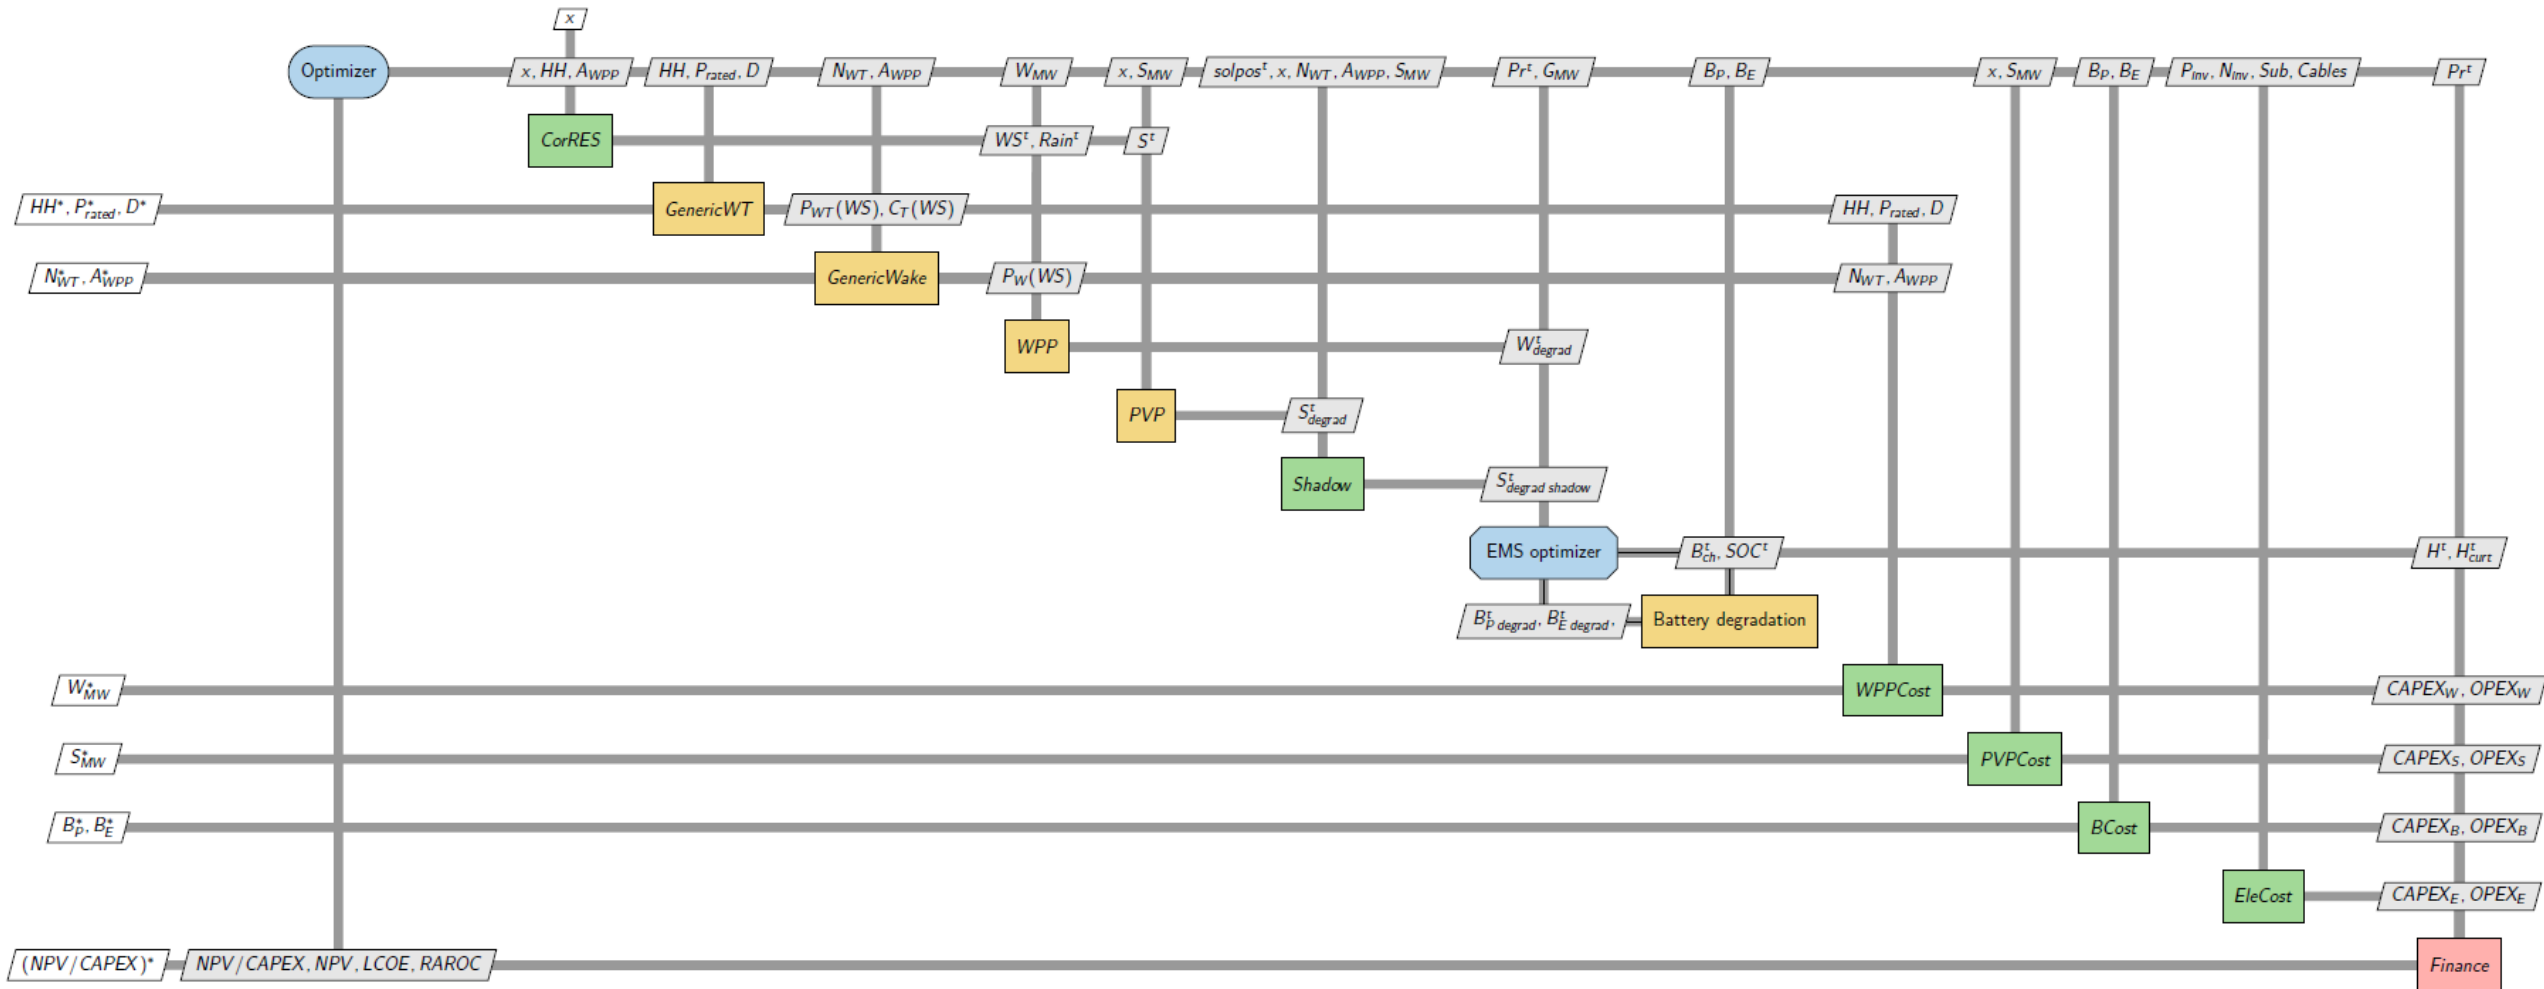 x
Optimizer
x, HH, A_WPP
HH, P_rated, D
N_WT, A_WPP
W_MW
x, S_MW
solpos^t, x, N_WT, A_WPP, S_MW
Pr^t, G_MW
B_P, B_E
x, S_MW
B_P, B_E
P_Inv, N_Inv, Sub, Cables
Pr^t
CorRES
WS^t, Rain^t
S^t
HH*, P*_rated, D*
GenericWT
P_WT(WS), C_T(WS)
HH, P_rated, D
N*_WT, A*_WPP
GenericWake
P_W(WS)
N_WT, A_WPP
WPP
W^t_degrad
PVP
S^t_degrad
Shadow
S^t_degrad shadow
EMS optimizer
B^t_ch, SOC^t
H^t, H^t_curt
B^t_P degrad, B^t_E degrad,
Battery degradation
W*_MW
WPPCost
CAPEX_W, OPEX_W
S*_MW
PVPCost
CAPEX_S, OPEX_S
B*_P, B*_E
BCost
CAPEX_B, OPEX_B
EleCost
CAPEX_E, OPEX_E
(NPV/CAPEX)*
NPV/CAPEX, NPV, LCOE, RAROC
Finance